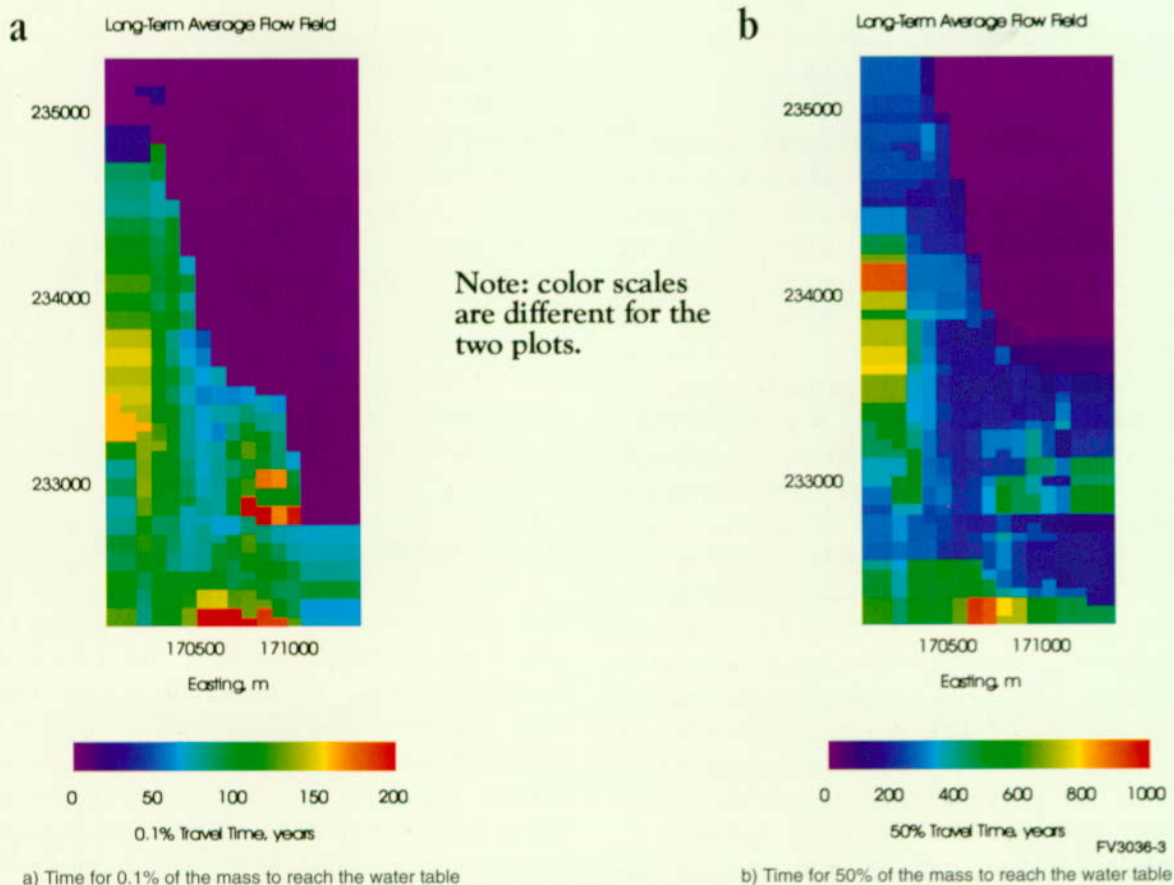 a
Long-Term Average Flow Field
235000
234000
233000
170500 171000
Easting, m
0 50 100 150 200
0.1% Travel Time, years
a) Time for 0.1% of the mass to reach the water table
Note: color scales
are different for the
two plots.
b
Long-Term Average Flow Field
235000
234000
233000
170500 171000
Easting, m
0 200 400 600 800 1000
50% Travel Time, years
FV3036-3
b) Time for 50% of the mass to reach the water table